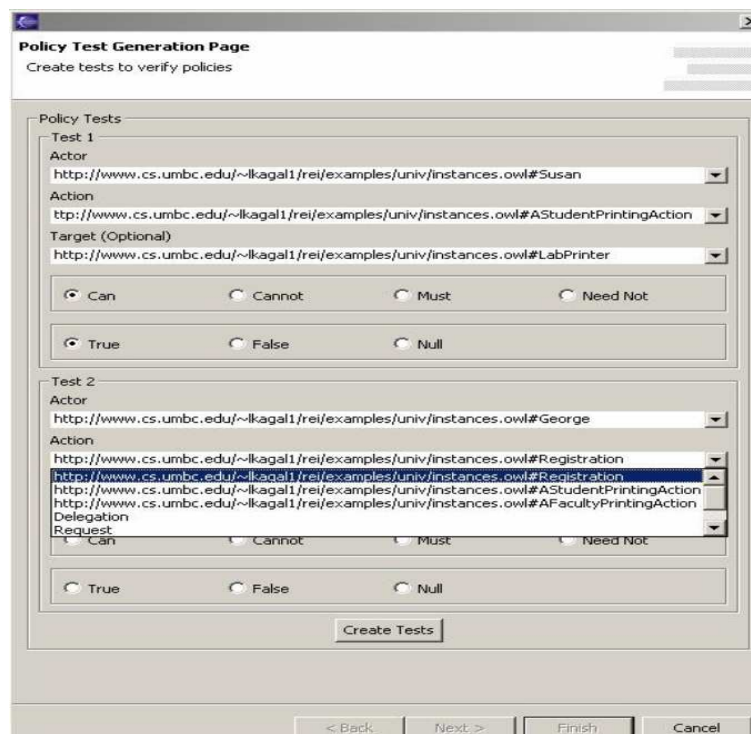 Policy Test Generation Page
Create tests to verify policies
Policy Tests
Test 1
Actor
http://www.cs.umbc.edu/~lkagal1/rei/examples/univ/instances.owl#Susan
Action
ttp://www.cs.umbc.edu/~lkagal1/rei/examples/univ/instances.owl#AStudentPrintingAction
Target (Optional)
http://www.cs.umbc.edu/~lkagal1/rei/examples/univ/instances.owl#LabPrinter
Can Cannot Must Need Not
True False Null
Test 2
Actor
http://www.cs.umbc.edu/~lkagal1/rei/examples/univ/instances.owl#George
Action
http://www.cs.umbc.edu/~lkagal1/rei/examples/univ/instances.owl#Registration
http://www.cs.umbc.edu/~lkagal1/rei/examples/univ/instances.owl#Registration
http://www.cs.umbc.edu/~lkagal1/rei/examples/univ/instances.owl#AStudentPrintingAction
http://www.cs.umbc.edu/~lkagal1/rei/examples/univ/instances.owl#AFacultyPrintingAction
Delegation
Request
Can Cannot Must Need Not
True False Null
Create Tests
< Back Next > Finish Cancel